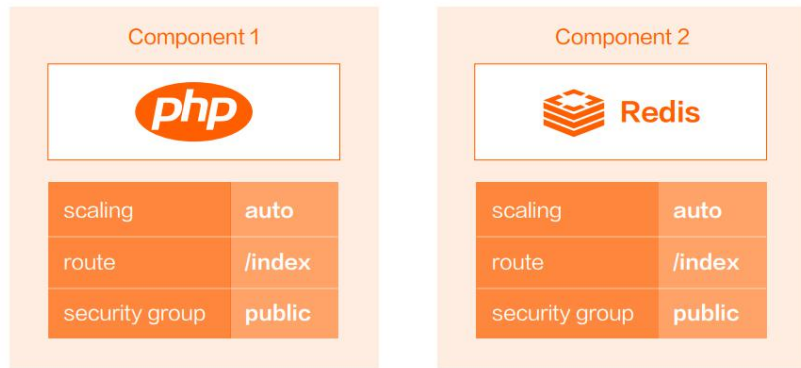 Component 1
php
scaling auto
route /index
security group public
Component 2
Redis
scaling auto
route /index
security group public